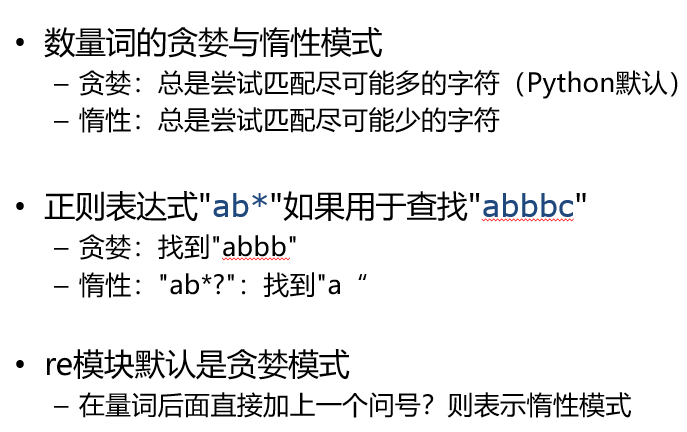 • 数量词的贪婪与惰性模式
– 贪婪：总是尝试匹配尽可能多的字符（Python默认）
– 惰性：总是尝试匹配尽可能少的字符
• 正则表达式"ab*"如果用于查找"abbbc"
– 贪婪：找到"abbb"
– 惰性："ab*?"：找到"a “
• re模块默认是贪婪模式
– 在量词后面直接加上一个问号？则表示惰性模式